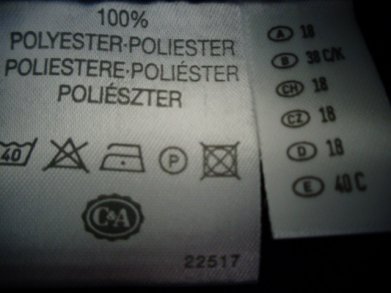 100%
POLYESTER·POLIESTER
POLIESTERE·POLIÉSTER
POLIÉSZTER
40
P
C&A
22517
A 18
B 38 C/K
CH 18
CZ 18
D 18
E 40 C